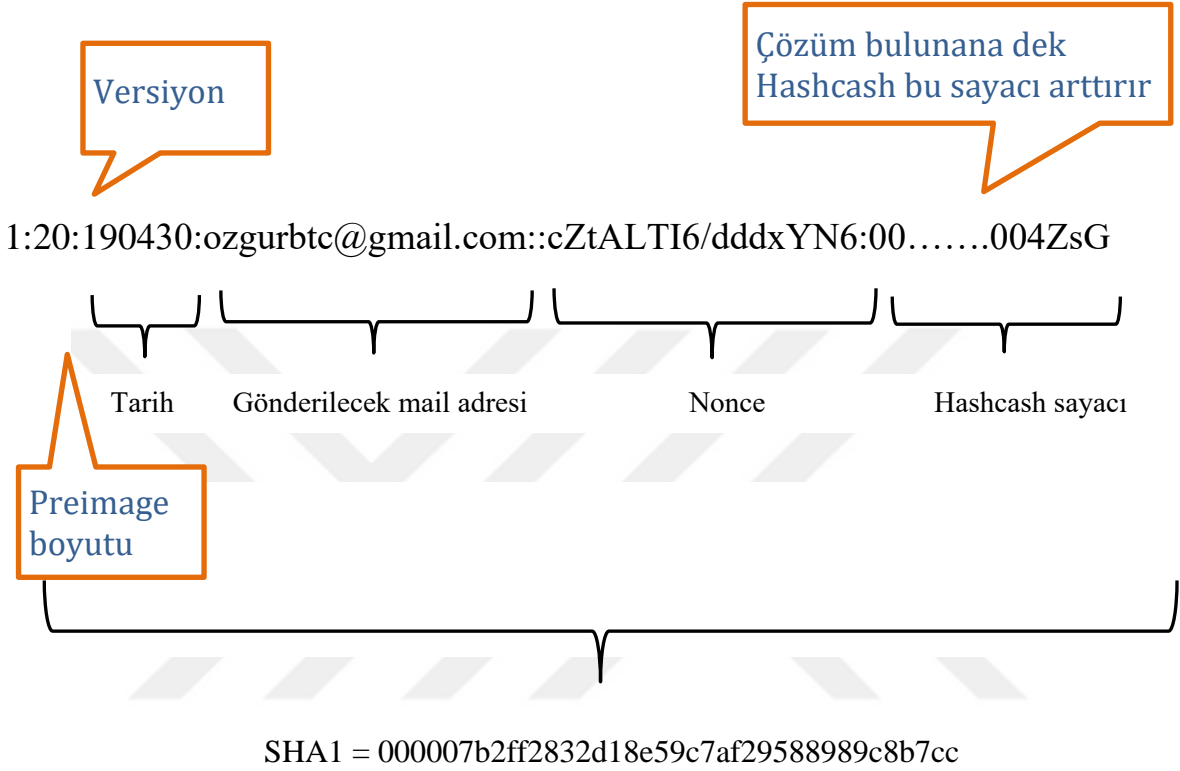 Versiyon
Çözüm bulunana dek
Hashcash bu sayacı arttırır
1:20:190430:ozgurbtc@gmail.com::cZtALTI6/dddxYN6:00…….004ZsG
Tarih
Gönderilecek mail adresi
Nonce
Hashcash sayacı
Preimage
boyutu
SHA1 = 000007b2ff2832d18e59c7af29588989c8b7cc